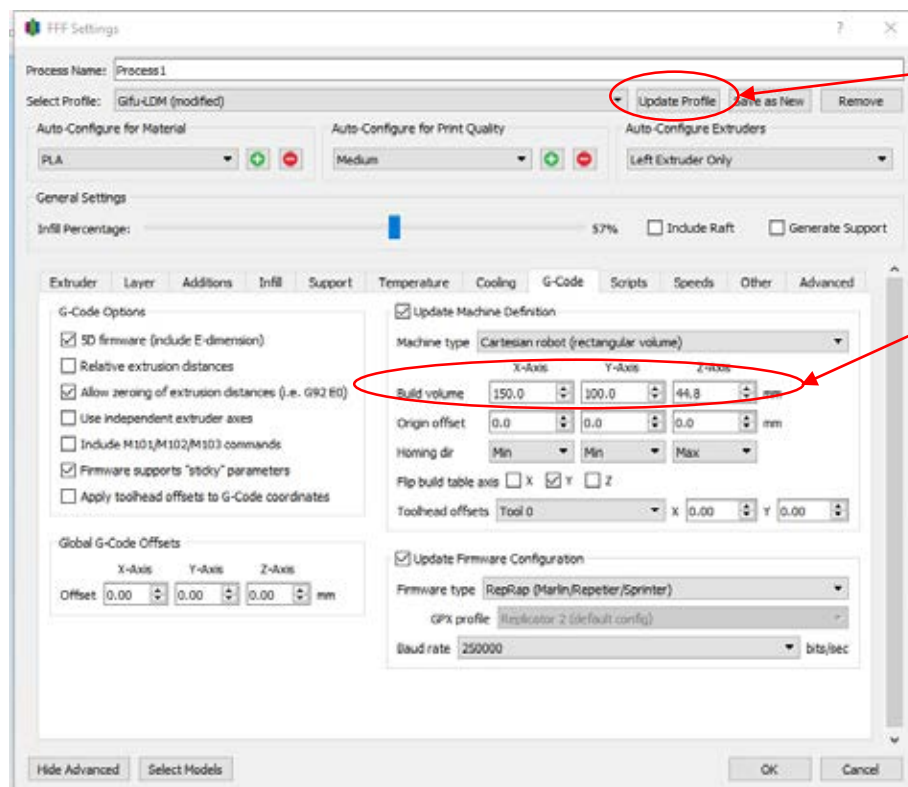 FFF Settings
Process Name: Process1
Select Profile: Gifu-LDM (modified) Update Profile Save as New Remove
Auto-Configure for Material Auto-Configure for Print Quality Auto-Configure Extruders
PLA Medium Left Extruder Only
General Settings
Infill Percentage: 57% Include Raft Generate Support
Extruder Layer Additions Infill Support Temperature Cooling G-Code Scripts Speeds Other Advanced
G-Code Options
5D firmware (include E-dimension)
Relative extrusion distances
Allow zeroing of extrusion distances (i.e. G92 E0)
Use independent extruder axes
Include M101/M102/M103 commands
Firmware supports "sticky" parameters
Apply toolhead offsets to G-Code coordinates
Global G-Code Offsets
X-Axis Y-Axis Z-Axis
Offset 0.00 0.00 0.00 mm
Update Machine Definition
Machine type Cartesian robot (rectangular volume)
X-Axis Y-Axis Z-Axis
Build volume 150.0 100.0 44.8 mm
Origin offset 0.0 0.0 0.0 mm
Homing dir Min Min Max
Flip build table axis X Y Z
Toolhead offsets Tool 0 X 0.00 Y 0.00
Update Firmware Configuration
Firmware type RepRap (Marlin/Repetier/Sprinter)
GPX profile Replicator 2 (default config)
Baud rate 250000 bits/sec
Hide Advanced Select Models OK Cancel